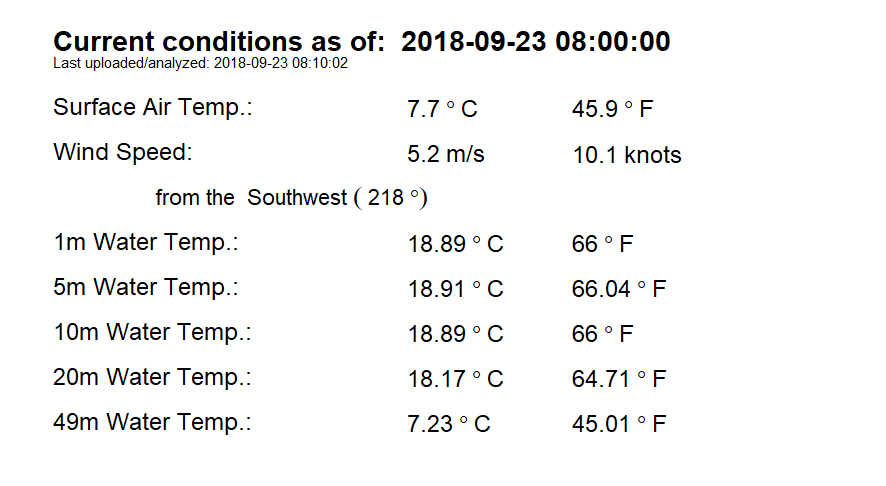 Current conditions as of: 2018-09-23 08:00:00
Last uploaded/analyzed: 2018-09-23 08:10:02
Surface Air Temp.: 7.7 ° C 45.9 ° F
Wind Speed: 5.2 m/s 10.1 knots
from the Southwest ( 218 °)
1m Water Temp.: 18.89 ° C 66 ° F
5m Water Temp.: 18.91 ° C 66.04 ° F
10m Water Temp.: 18.89 ° C 66 ° F
20m Water Temp.: 18.17 ° C 64.71 ° F
49m Water Temp.: 7.23 ° C 45.01 ° F